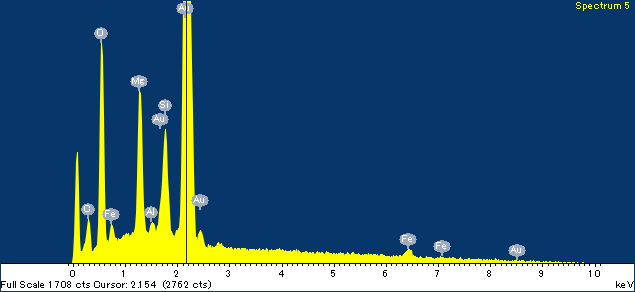 Spectrum 5
Au
O
Mg
Si
Au
Au
C
Fe
Al
Fe
Fe
Au
0 1 2 3 4 5 6 7 8 9 10
Full Scale 1708 cts Cursor: 2.154 (2762 cts) keV